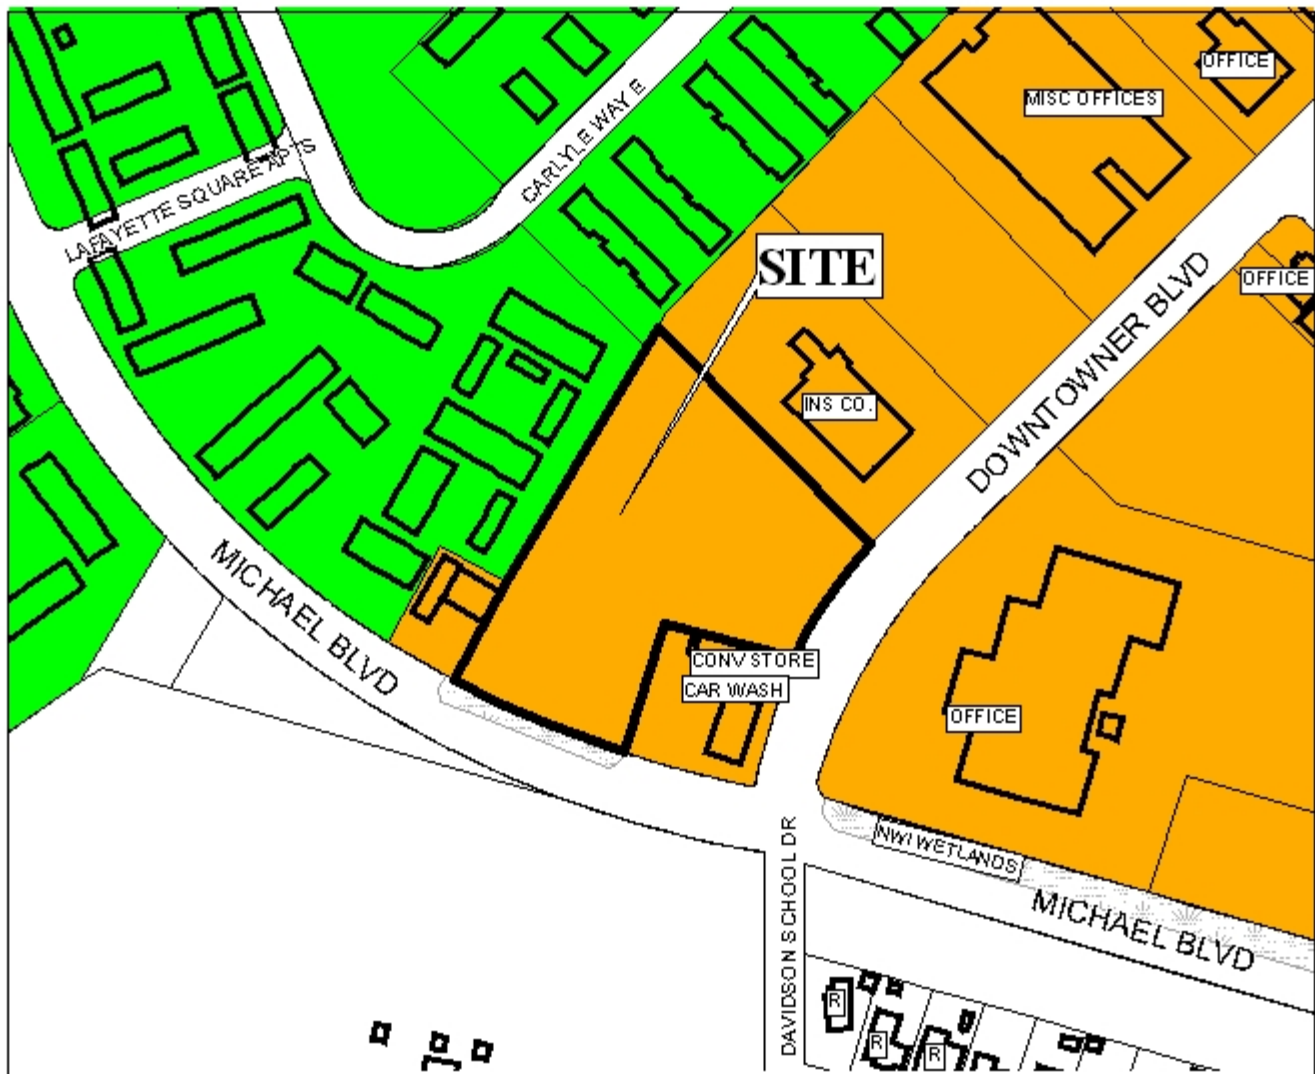 OFFICE
MISC OFFICES
CARLYLE WAY E
LAFAYETTE SQUARE APTS
SITE
OFFICE
DOWNTOWNER BLVD
INS CO.
MICHAEL BLVD
CONV STORE
CAR WASH
OFFICE
NWI WETLANDS
DAVIDSON SCHOOL DR
MICHAEL BLVD
R
R
R